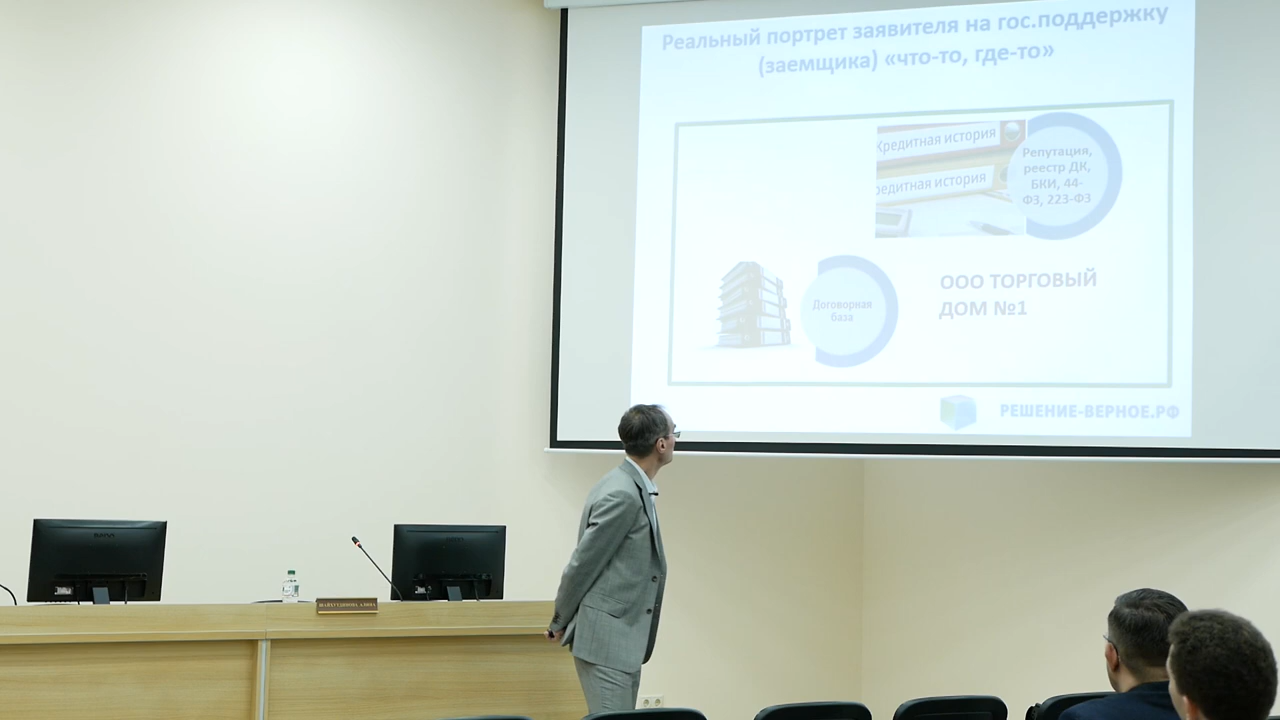 Реальный портрет заявителя на гос.поддержку
(заемщика) «что-то, где-то»
Кредитная история
редитная история
Репутация,
реестр ДК,
БКИ, 44-
ФЗ, 223-ФЗ
Договорная
база
ООО ТОРГОВЫЙ
ДОМ №1
РЕШЕНИЕ-ВЕРНОЕ.РФ